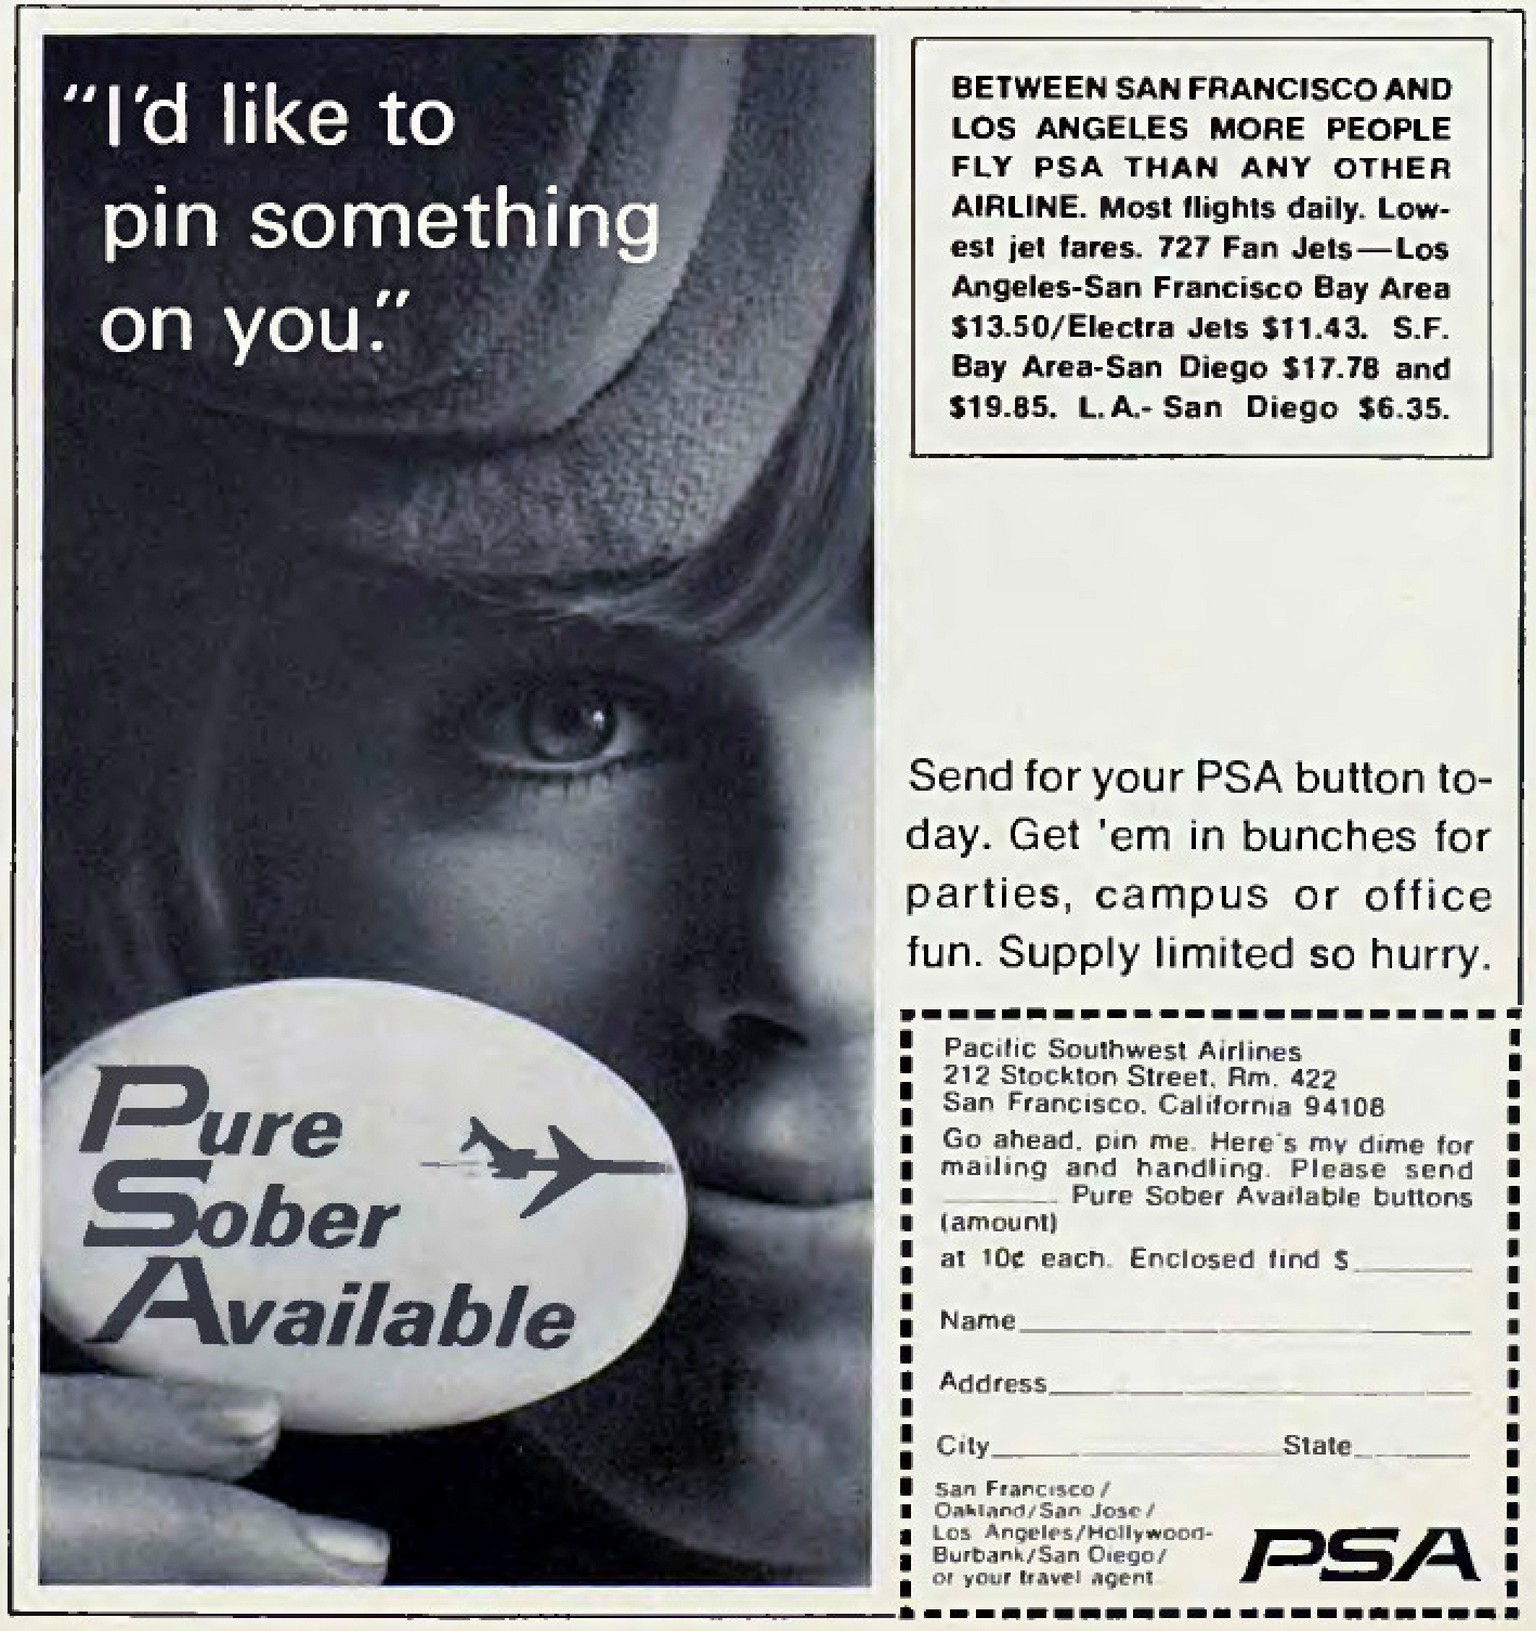 “I’d like to
pin something
on you.”
Pure
Sober
Available
BETWEEN SAN FRANCISCO AND
LOS ANGELES MORE PEOPLE
FLY PSA THAN ANY OTHER
AIRLINE. Most flights daily. Low-
est jet fares. 727 Fan Jets—Los
Angeles-San Francisco Bay Area
$13.50/Electra Jets $11.43. S.F.
Bay Area-San Diego $17.78 and
$19.85. L.A.- San Diego $6.35.
Send for your PSA button to-
day. Get 'em in bunches for
parties, campus or office
fun. Supply limited so hurry.
Pacific Southwest Airlines
212 Stockton Street, Rm. 422
San Francisco, California 94108
Go ahead, pin me. Here's my dime for
mailing and handling. Please send
________ Pure Sober Available buttons
(amount)
at 10¢ each. Enclosed find $________
Name________
Address________
City________State________
San Francisco/
Oakland/San Jose/
Los Angeles/Hollywood-
Burbank/San Diego/
or your travel agent.
PSA